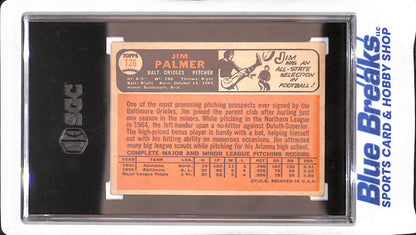 TOPPS
126
JIM
PALMER
BALT. ORIOLES PITCHER
Home: Scottsdale, Ariz.
JIM
WAS AN
ALL-
STATE
SELECTION
IN
FOOTBALL!
One of the most promising pitching prospects ever signed by the
Baltimore Orioles, Jim joined the parent club after hurling just
one season in the minors. While pitching in the Northern League
in 1964, the left-hander spun a no-hitter against Duluth-Superior.
The high-priced bonus player is handy with a bat, helping himself
out with his hitting ability on numerous occasions. Jim attracted
many scouts while pitching for his Arizona high school.
COMPLETE MAJOR AND MINOR LEAGUE PITCHING RECORD
YEAR TEAM LEA
1964 Aberdeen
1965 Baltimore A. L.
Major League Totals
PRINTED IN U.S.A.
SGC
Blue Breaks LLC
SPORTS CARD & HOBBY SHOP